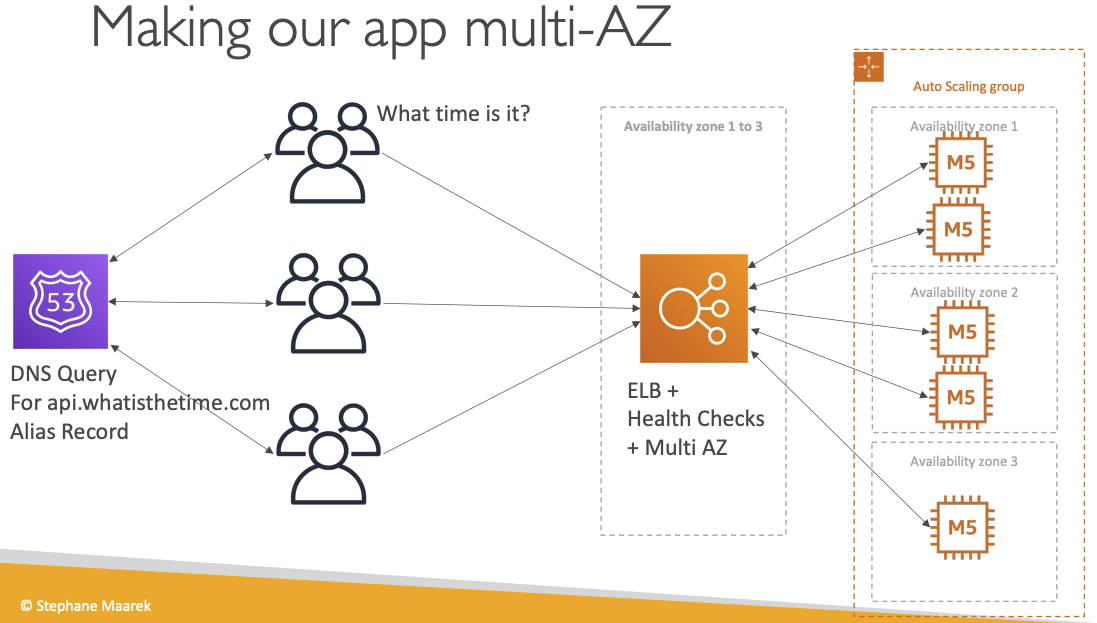 Making our app multi-AZ
What time is it?
53
DNS Query
For api.whatisthetime.com
Alias Record
Availability zone 1 to 3
ELB +
Health Checks
+ Multi AZ
Auto Scaling group
Availability zone 1
M5
M5
Availability zone 2
M5
M5
Availability zone 3
M5
© Stephane Maarek